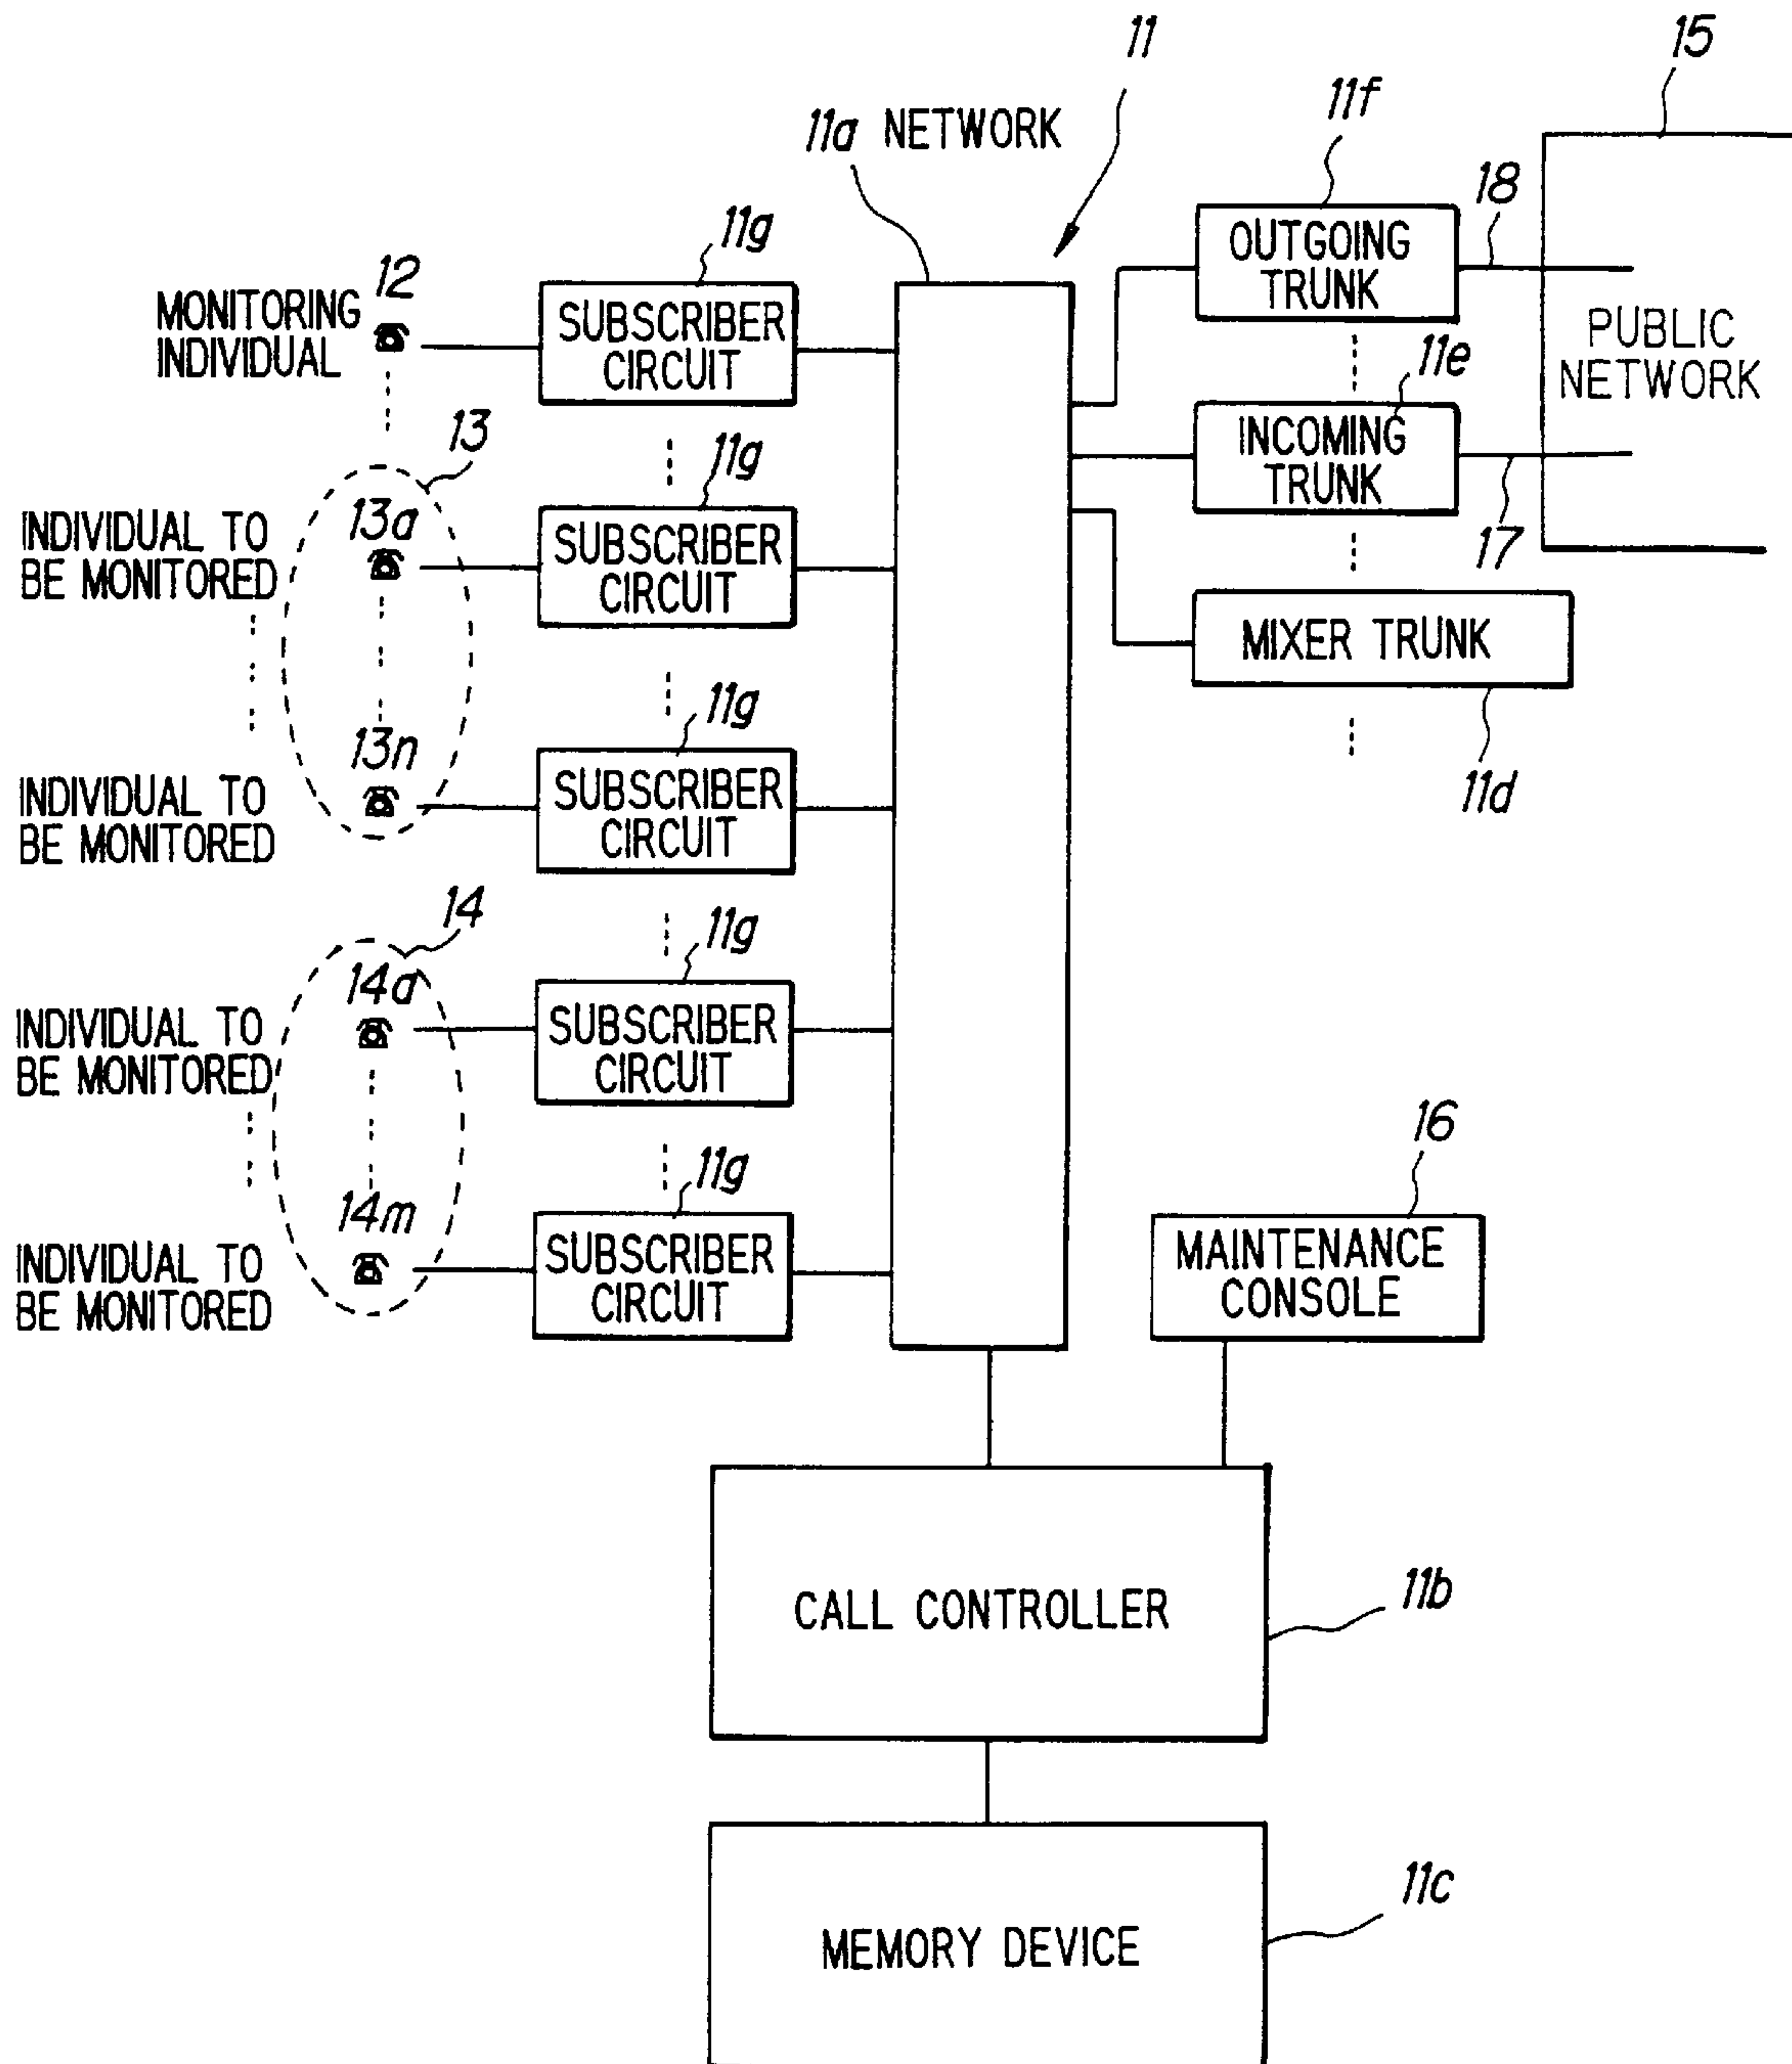 11
15
11a NETWORK
11f
18
OUTGOING
TRUNK
11g
12
MONITORING
INDIVIDUAL
SUBSCRIBER
CIRCUIT
PUBLIC
NETWORK
11e
INCOMING
TRUNK
17
13
11g
13a
INDIVIDUAL TO
BE MONITORED
SUBSCRIBER
CIRCUIT
MIXER TRUNK
11d
11g
13n
INDIVIDUAL TO
BE MONITORED
SUBSCRIBER
CIRCUIT
14
11g
14a
INDIVIDUAL TO
BE MONITORED
SUBSCRIBER
CIRCUIT
11g
14m
INDIVIDUAL TO
BE MONITORED
SUBSCRIBER
CIRCUIT
16
MAINTENANCE
CONSOLE
CALL CONTROLLER
11b
MEMORY DEVICE
11c